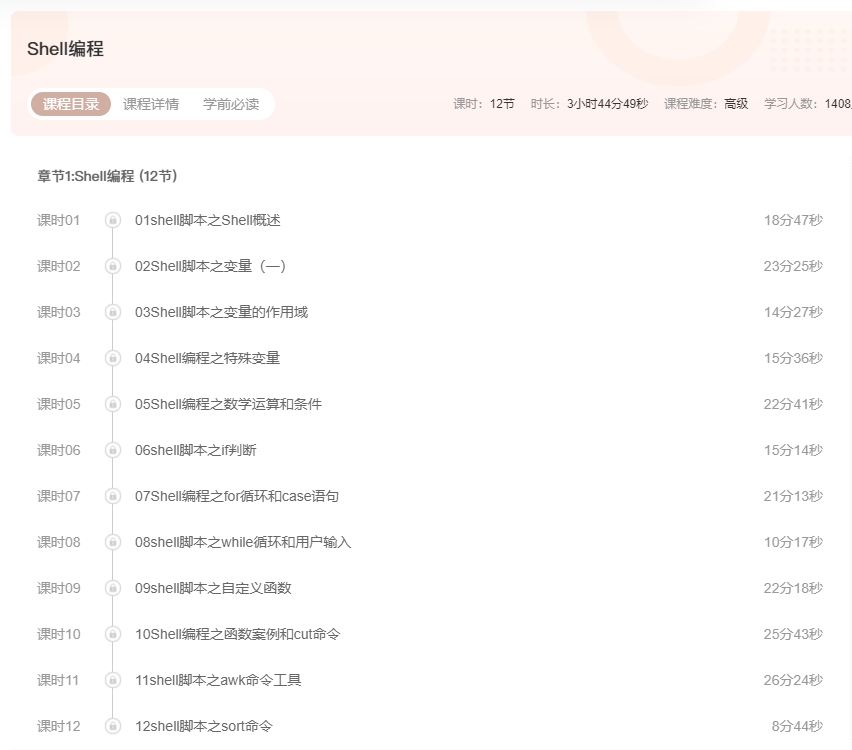 Shell编程
课程目录 课程详情 学前必读 课时：12节 时长：3小时44分49秒 课程难度：高级 学习人数：1408
章节1:Shell编程 (12节)
课时01 01shell脚本之Shell概述 18分47秒
课时02 02Shell脚本之变量（一） 23分25秒
课时03 03Shell脚本之变量的作用域 14分27秒
课时04 04Shell编程之特殊变量 15分36秒
课时05 05Shell编程之数学运算和条件 22分41秒
课时06 06shell脚本之if判断 15分14秒
课时07 07Shell编程之for循环和case语句 21分13秒
课时08 08shell脚本之while循环和用户输入 10分17秒
课时09 09shell脚本之自定义函数 22分18秒
课时10 10Shell编程之函数案例和cut命令 25分43秒
课时11 11shell脚本之awk命令工具 26分24秒
课时12 12shell脚本之sort命令 8分44秒